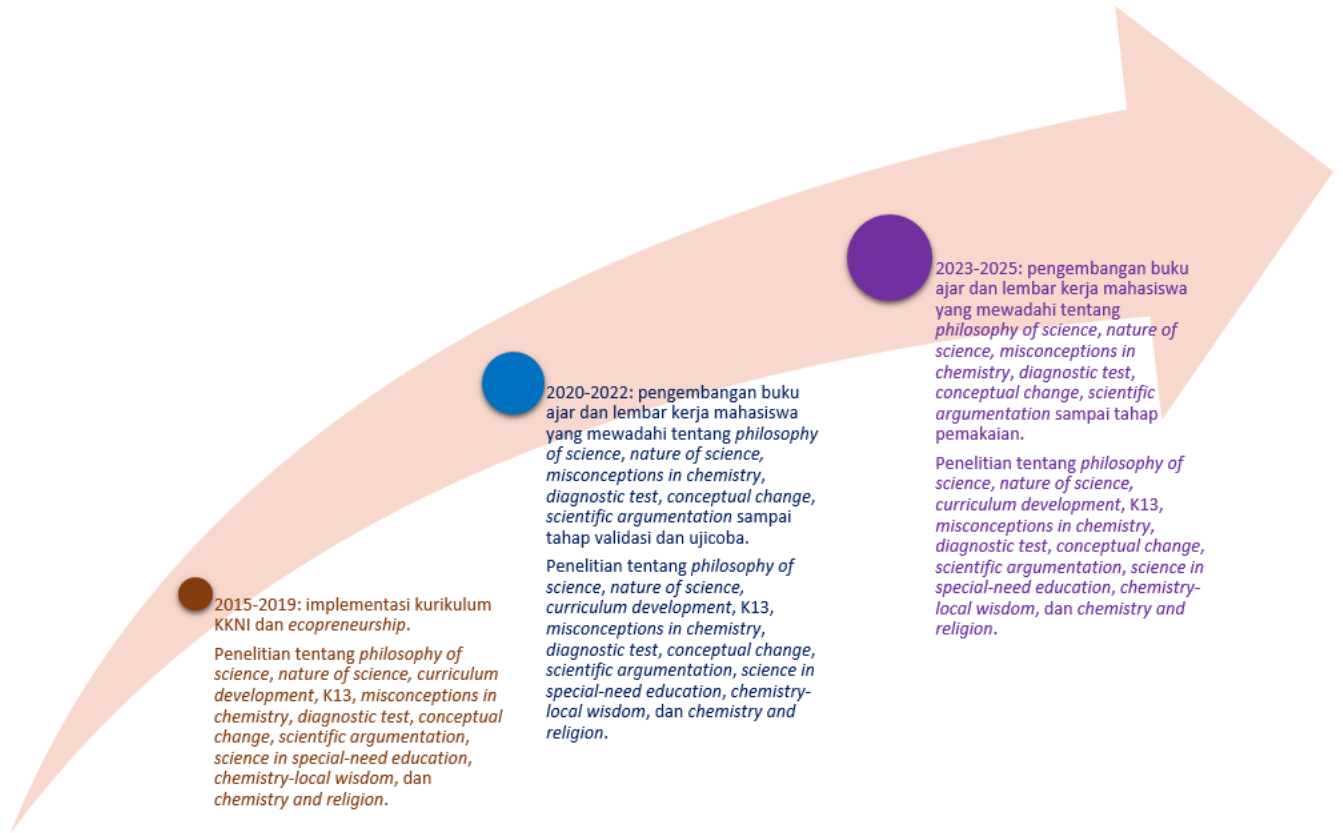 2015-2019: implementasi kurikulum
KKNI dan ecopreneurship.
Penelitian tentang philosophy of
science, nature of science, curriculum
development, K13, misconceptions in
chemistry, diagnostic test, conceptual
change, scientific argumentation,
science in special-need education,
chemistry-local wisdom, dan
chemistry and religion.
2020-2022: pengembangan buku
ajar dan lembar kerja mahasiswa
yang mewadahi tentang philosophy
of science, nature of science,
misconceptions in chemistry,
diagnostic test, conceptual change,
scientific argumentation sampai
tahap validasi dan ujicoba.
Penelitian tentang philosophy of
science, nature of science,
curriculum development, K13,
misconceptions in chemistry,
diagnostic test, conceptual change,
scientific argumentation, science in
special-need education, chemistry-
local wisdom, dan chemistry and
religion.
2023-2025: pengembangan buku
ajar dan lembar kerja mahasiswa
yang mewadahi tentang
philosophy of science, nature of
science, misconceptions in
chemistry, diagnostic test,
conceptual change, scientific
argumentation sampai tahap
pemakaian.
Penelitian tentang philosophy of
science, nature of science,
curriculum development, K13,
misconceptions in chemistry,
diagnostic test, conceptual change,
scientific argumentation, science in
special-need education, chemistry-
local wisdom, dan chemistry and
religion.